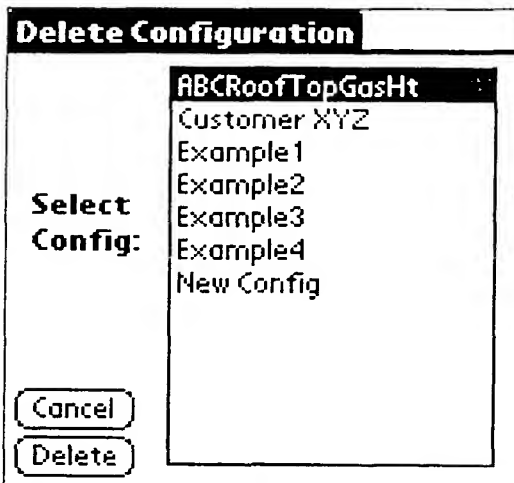 Delete Configuration
ABCRoofTopGasHt
Customer XYZ
Example1
Example2
Example3
Example4
New Config
Select
Config:
Cancel
Delete